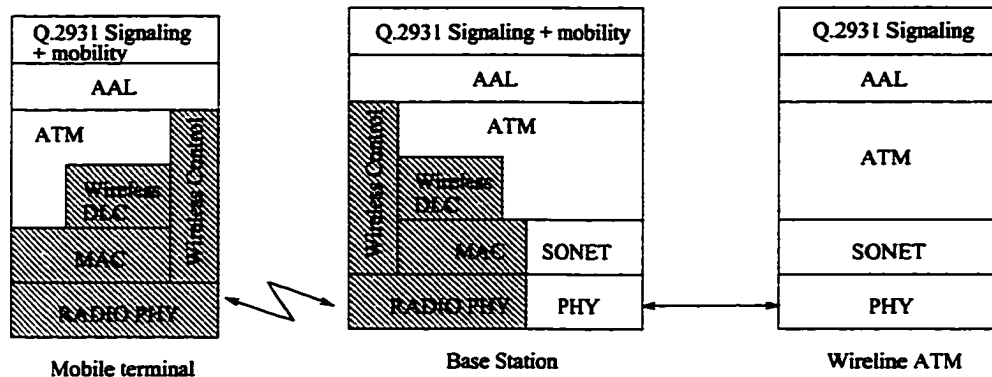 Q.2931 Signaling
+ mobility
AAL
ATM
Wireless Control
Wireless
DLC
MAC
RADIO PHY
Mobile terminal
Q.2931 Signaling + mobility
AAL
ATM
Wireless Control
Wireless
DLC
MAC
SONET
RADIO PHY
PHY
Base Station
Q.2931 Signaling
AAL
ATM
SONET
PHY
Wireline ATM